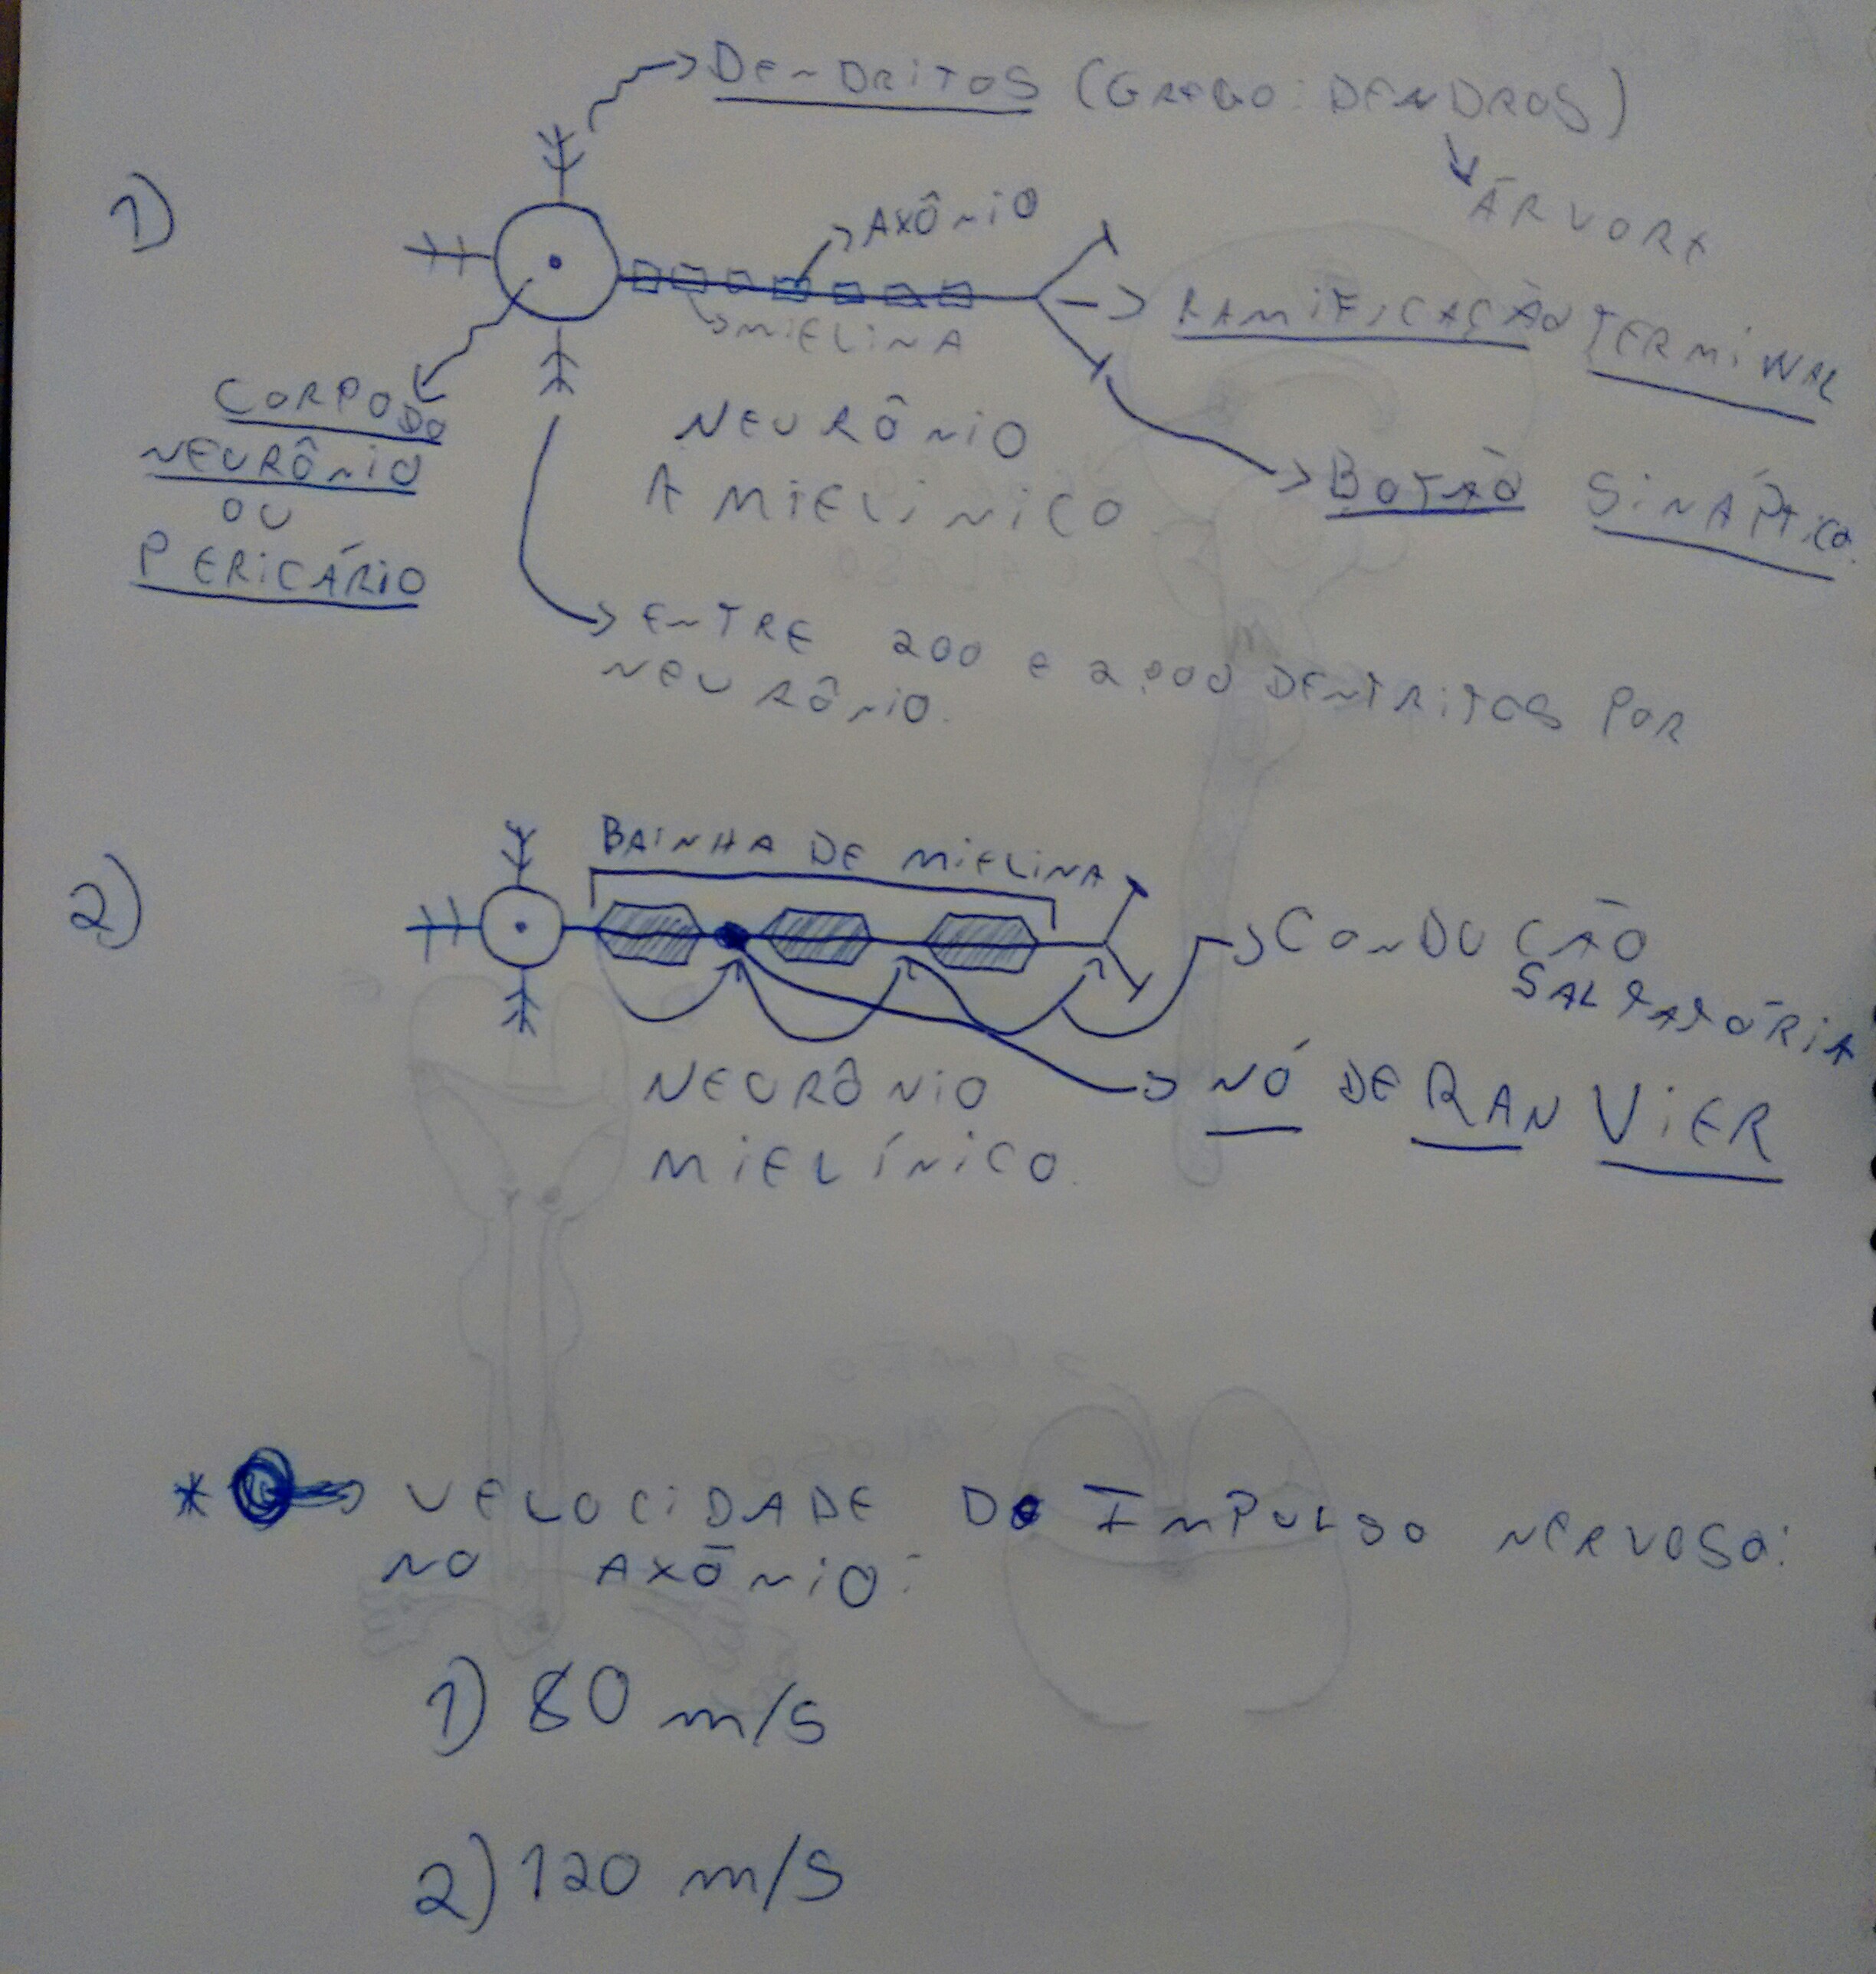 DENDRITOS (GREGO: DENDROS)
ÁRVORE
1)
AXÔNIO
MIELINA
RAMIFICAÇÃO TERMINAL
CORPO DO
NEURÔNIO
OU
PERICÁRIO
NEURÔNIO
AMIELÍNICO
BOTÃO SINÁPTICO.
ENTRE 200 e 2.000 DENTRITOS POR
NEURÔNIO.
2)
BAINHA DE MIELINA
CONDUÇÃO
SALTATÓRIA
NÓ DE RANVIER
NEURÔNIO
MIELÍNICO.
* VELOCIDADE DO IMPULSO NERVOSO:
NO AXÔNIO:
1) 80 m/s
2) 120 m/s